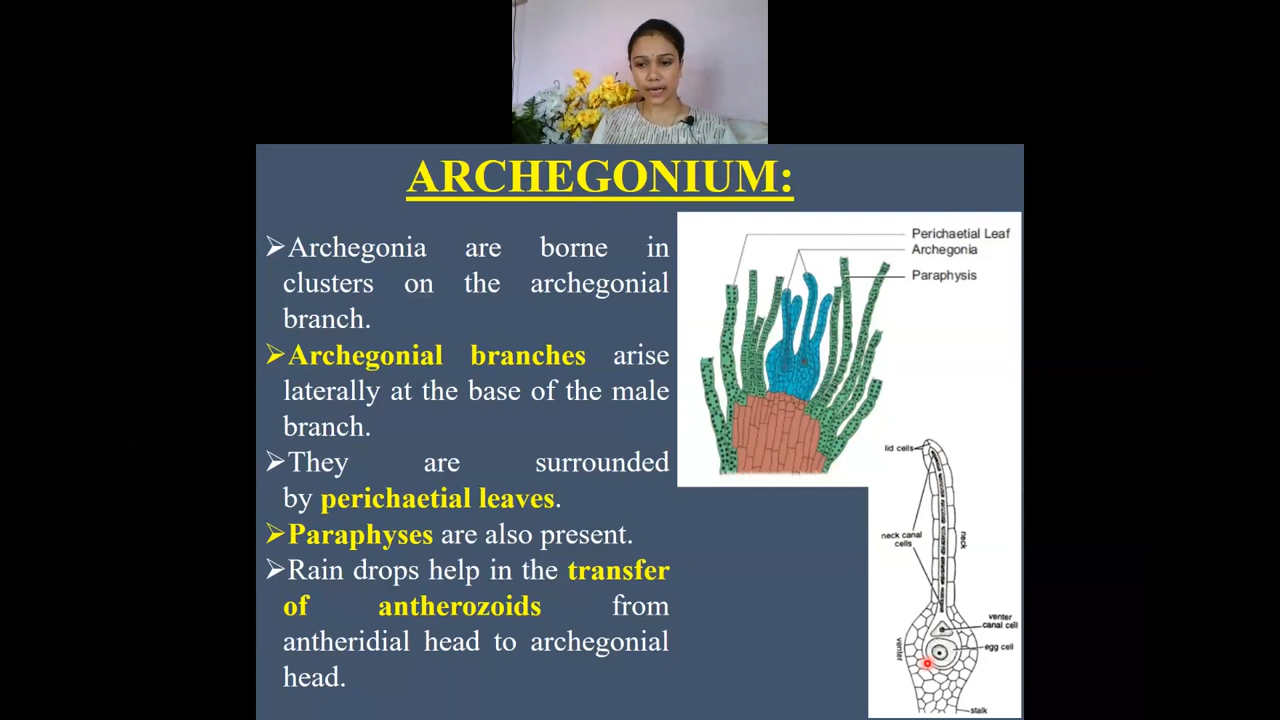 ARCHEGONIUM:
➢Archegonia are borne in
clusters on the archegonial
branch.
➢Archegonial branches arise
laterally at the base of the male
branch.
➢They are surrounded
by perichaetial leaves.
➢Paraphyses are also present.
➢Rain drops help in the transfer
of antherozoids from
antheridial head to archegonial
head.
Perichaetial Leaf
Archegonia
Paraphysis
lid cells
neck canal
cells
neck
venter
canal cell
egg cell
venter
stalk